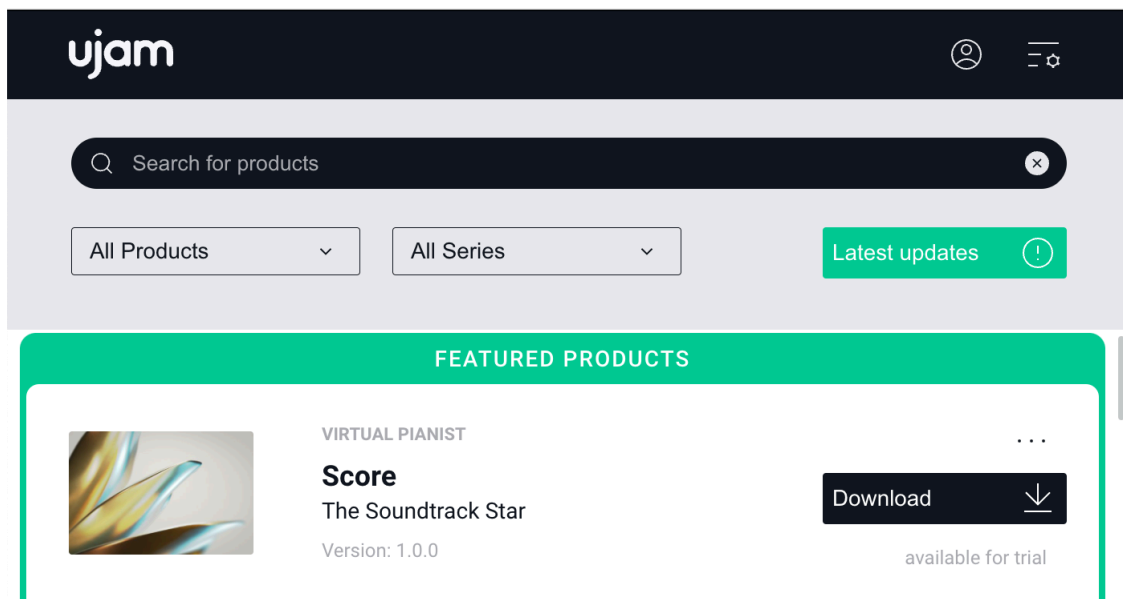 ujam
Search for products
All Products
All Series
Latest updates
FEATURED PRODUCTS
VIRTUAL PIANIST
Score
The Soundtrack Star
Version: 1.0.0
...
Download
available for trial